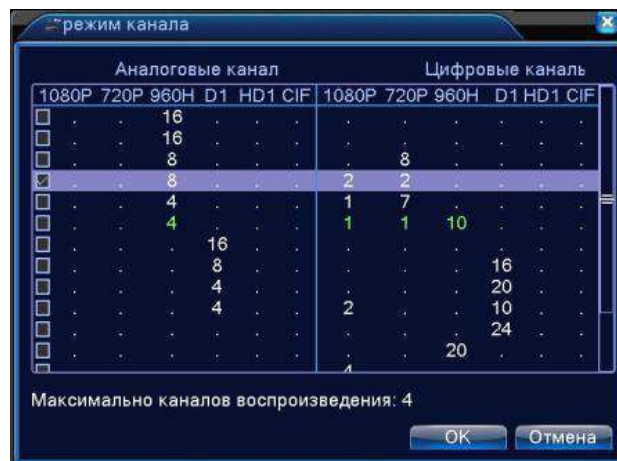 режим канала
Аналоговые канал Цифровые каналь
1080P 720P 960H D1 HD1 CIF 1080P 720P 960H D1 HD1 CIF
. . 16 . . . . . . . . .
. . 16 . . . . . . . . .
. . 8 . . . . 8 . . . .
. . 8 . . . 2 2 . . . .
. . 4 . . . 1 7 . . . .
. . 4 . . . 1 1 10 . . .
. . . 16 . . . . . . . .
. . . 8 . . . . . 16 . .
. . . 4 . . . . . 20 . .
. . . 4 . . 2 . . 10 . .
. . . . . . . . . 24 . .
. . . . . . . . 20 . . .
4
Максимально каналов воспроизведения: 4
OK Отмена